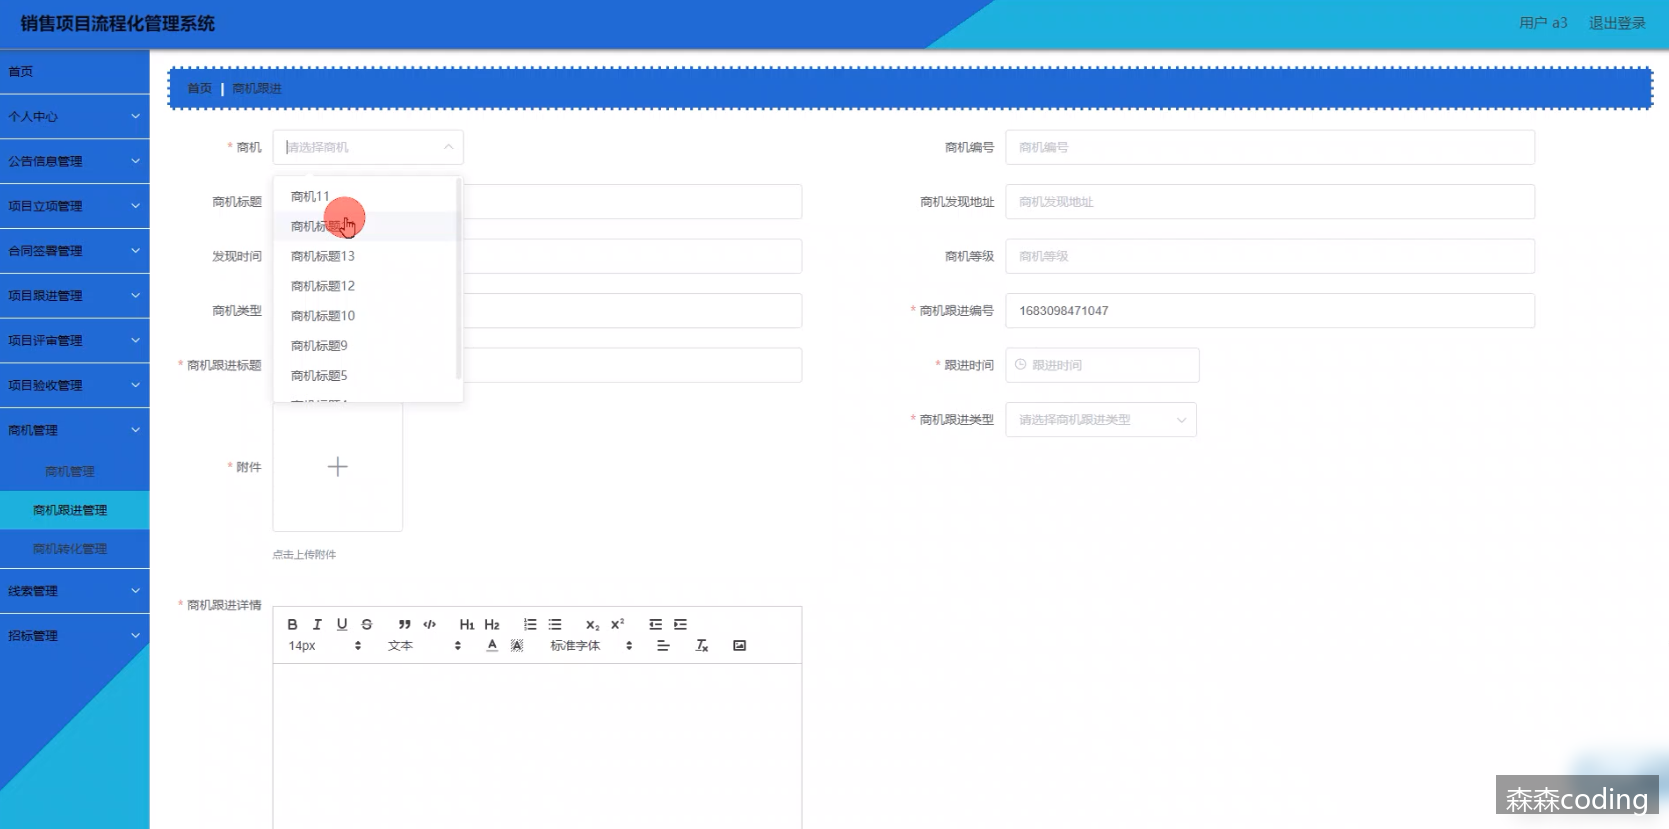 销售项目流程化管理系统
用户 a3
退出登录
首页
个人中心
公告信息管理
项目立项管理
合同签署管理
项目跟进管理
项目评审管理
项目验收管理
商机管理
商机管理
商机跟进管理
商机转化管理
线索管理
招标管理
首页
商机跟进
* 商机
请选择商机
商机11
商机标题
商机标题13
商机标题12
商机标题10
商机标题9
商机标题5
商机编号
商机编号
商机标题
商机发现地址
商机发现地址
发现时间
商机等级
商机等级
商机类型
* 商机跟进编号
1683098471047
* 商机跟进标题
* 跟进时间
跟进时间
* 商机跟进类型
请选择商机跟进类型
* 附件
点击上传附件
* 商机跟进详情
B I U S H1 H2 x2 x2
14px 文本 A A 标准字体
森森coding